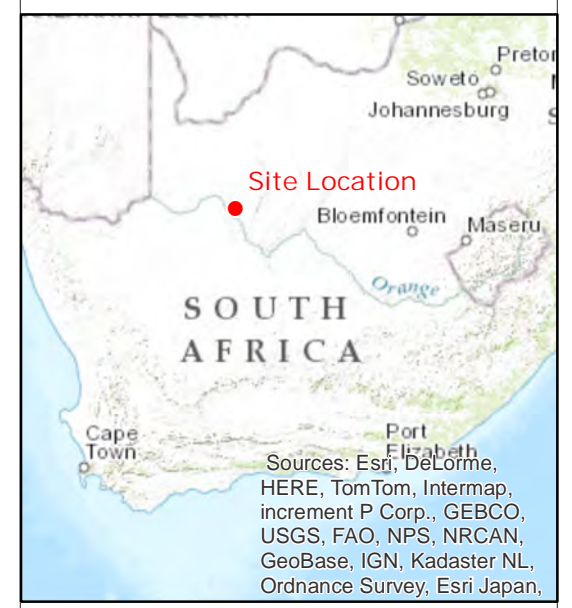 Pretor
Soweto
Johannesburg
Site Location
Bloemfontein
Maseru
Orange
SOUTH
AFRICA
Cape
Town
Port
Elizabeth
Sources: Esri, DeLorme,
HERE, TomTom, Intermap,
increment P Corp., GEBCO,
USGS, FAO, NPS, NRCAN,
GeoBase, IGN, Kadaster NL,
Ordnance Survey, Esri Japan,